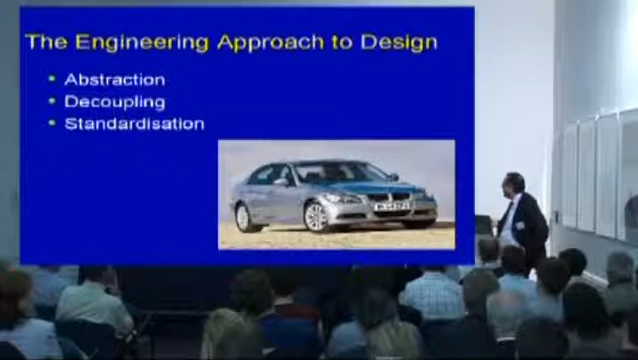 The Engineering Approach to Design
Abstraction
Decoupling
Standardisation